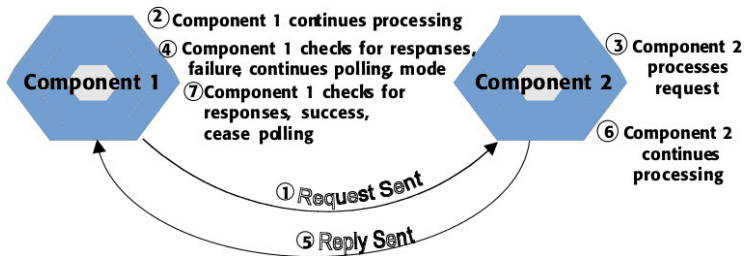 ② Component 1 continues processing
④ Component 1 checks for responses,
failure, continues polling, mode
⑦ Component 1 checks for
responses, success,
cease polling
Component 1
Component 2
③ Component 2
processes
request
⑥ Component 2
continues
processing
① Request Sent
⑤ Reply Sent